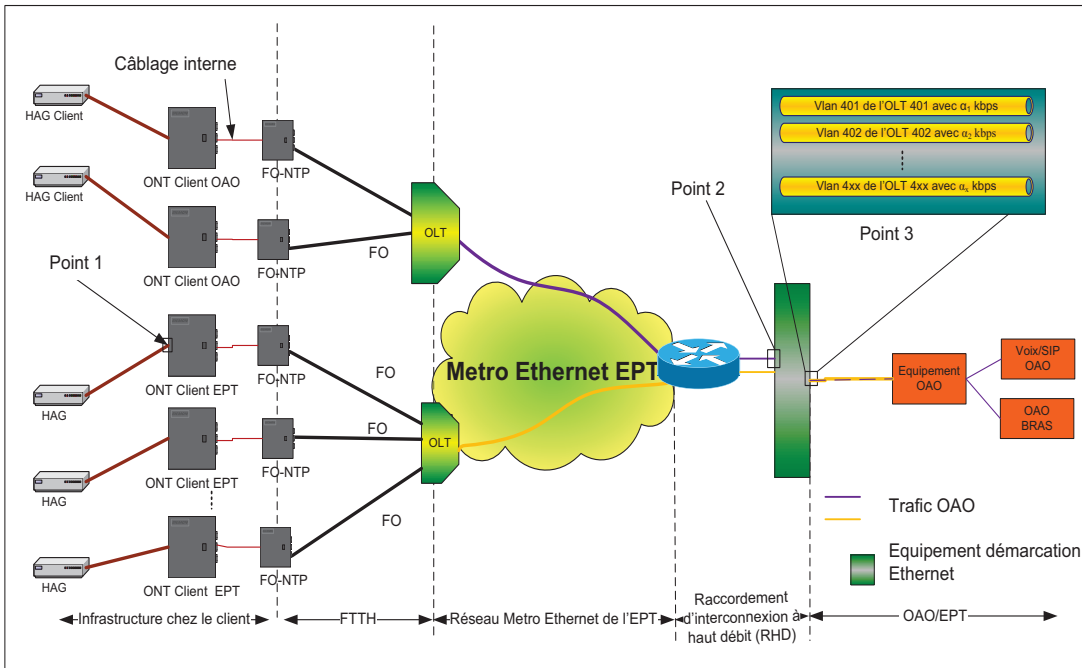 Câblage interne
HAG Client
ONT Client OAO
FO-NTP
HAG Client
ONT Client OAO
FO-NTP
FO
OLT
Point 1
HAG
ONT Client EPT
FO-NTP
FO
HAG
ONT Client EPT
FO-NTP
FO
OLT
HAG
ONT Client EPT
FO-NTP
FO
Metro Ethernet EPT
Point 2
Vlan 401 de l'OLT 401 avec α1 kbps
Vlan 402 de l'OLT 402 avec α2 kbps
Vlan 4xx de l'OLT 4xx avec αx kbps
Point 3
Equipement
OAO
Voix/SIP
OAO
OAO
BRAS
Trafic OAO
Equipement démarcation
Ethernet
Infrastructure chez le client
FTTH
Réseau Metro Ethernet de l'EPT
Raccordement
d'interconnexion à
haut débit (RHD)
OAO/EPT